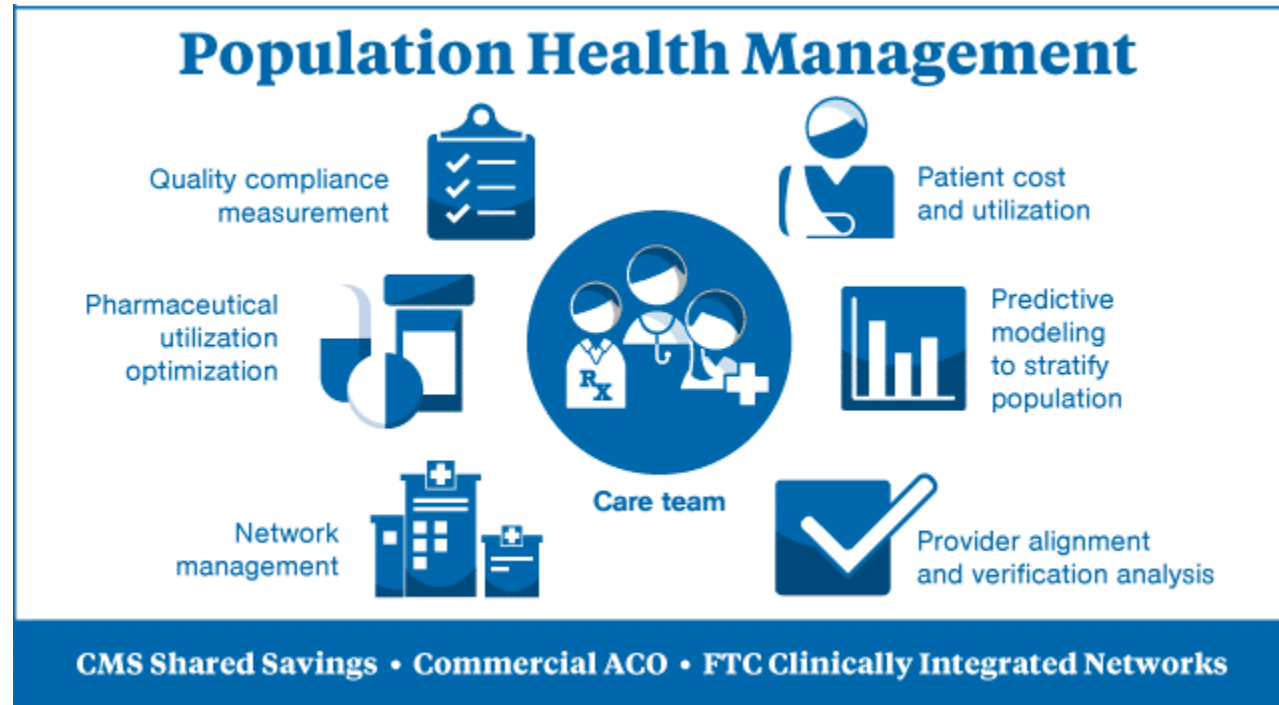 Population Health Management
Quality compliance
measurement
Patient cost
and utilization
Pharmaceutical
utilization
optimization
Predictive
modeling
to stratify
population
RX
Care team
Network
management
Provider alignment
and verification analysis
CMS Shared Savings • Commercial ACO • FTC Clinically Integrated Networks